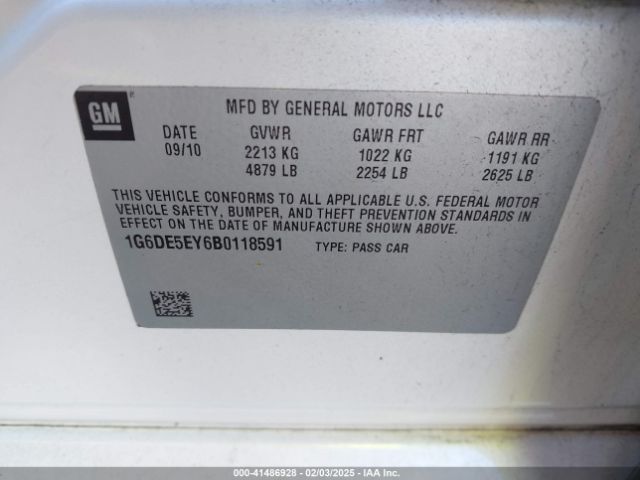 GM
MFD BY GENERAL MOTORS LLC
DATE GVWR GAWR FRT GAWR RR
09/10 2213 KG 1022 KG 1191 KG
4879 LB 2254 LB 2625 LB
THIS VEHICLE CONFORMS TO ALL APPLICABLE U.S. FEDERAL MOTOR
VEHICLE SAFETY, BUMPER, AND THEFT PREVENTION STANDARDS IN
EFFECT ON THE DATE OF MANUFACTURE SHOWN ABOVE.
1G6DE5EY6B0118591 TYPE: PASS CAR
000-41486928 - 02/03/2025 - IAA Inc.